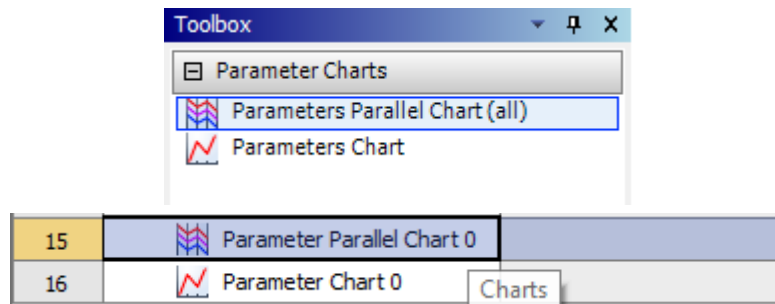 Toolbox
Parameter Charts
Parameters Parallel Chart (all)
Parameters Chart
15 Parameter Parallel Chart 0
16 Parameter Chart 0
Charts